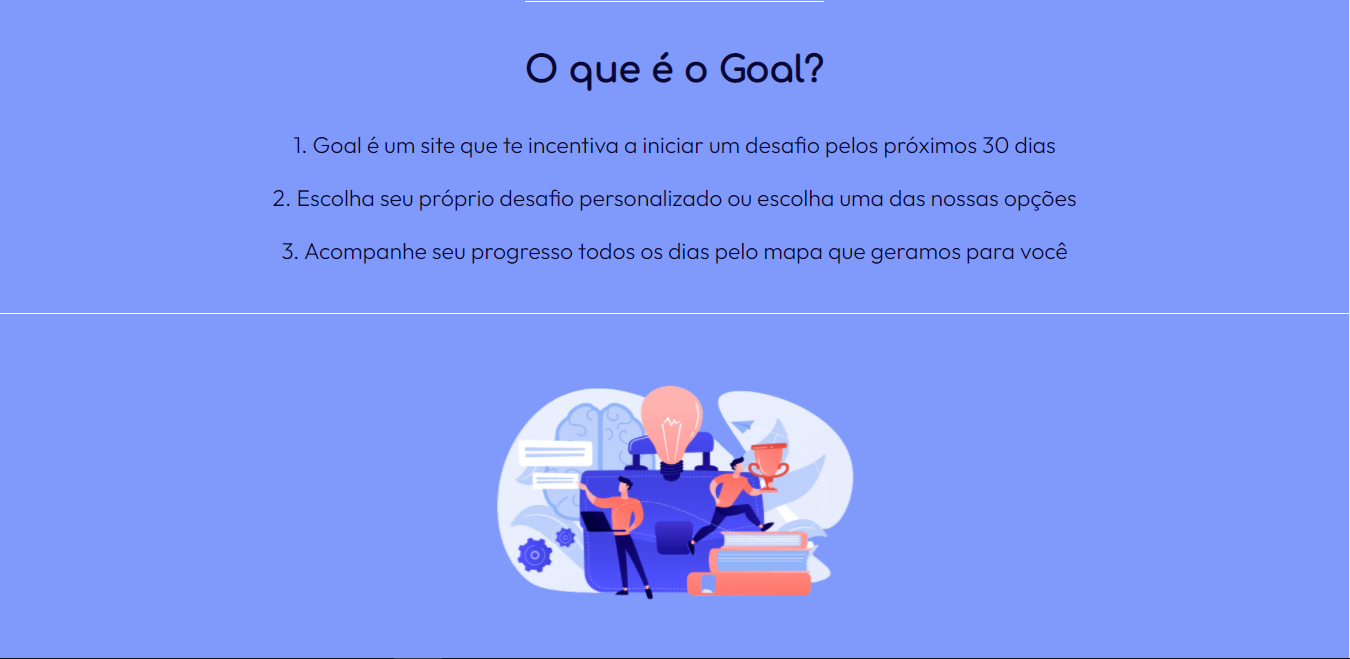 O que é o Goal?
1. Goal é um site que te incentiva a iniciar um desafio pelos próximos 30 dias
2. Escolha seu próprio desafio personalizado ou escolha uma das nossas opções
3. Acompanhe seu progresso todos os dias pelo mapa que geramos para você